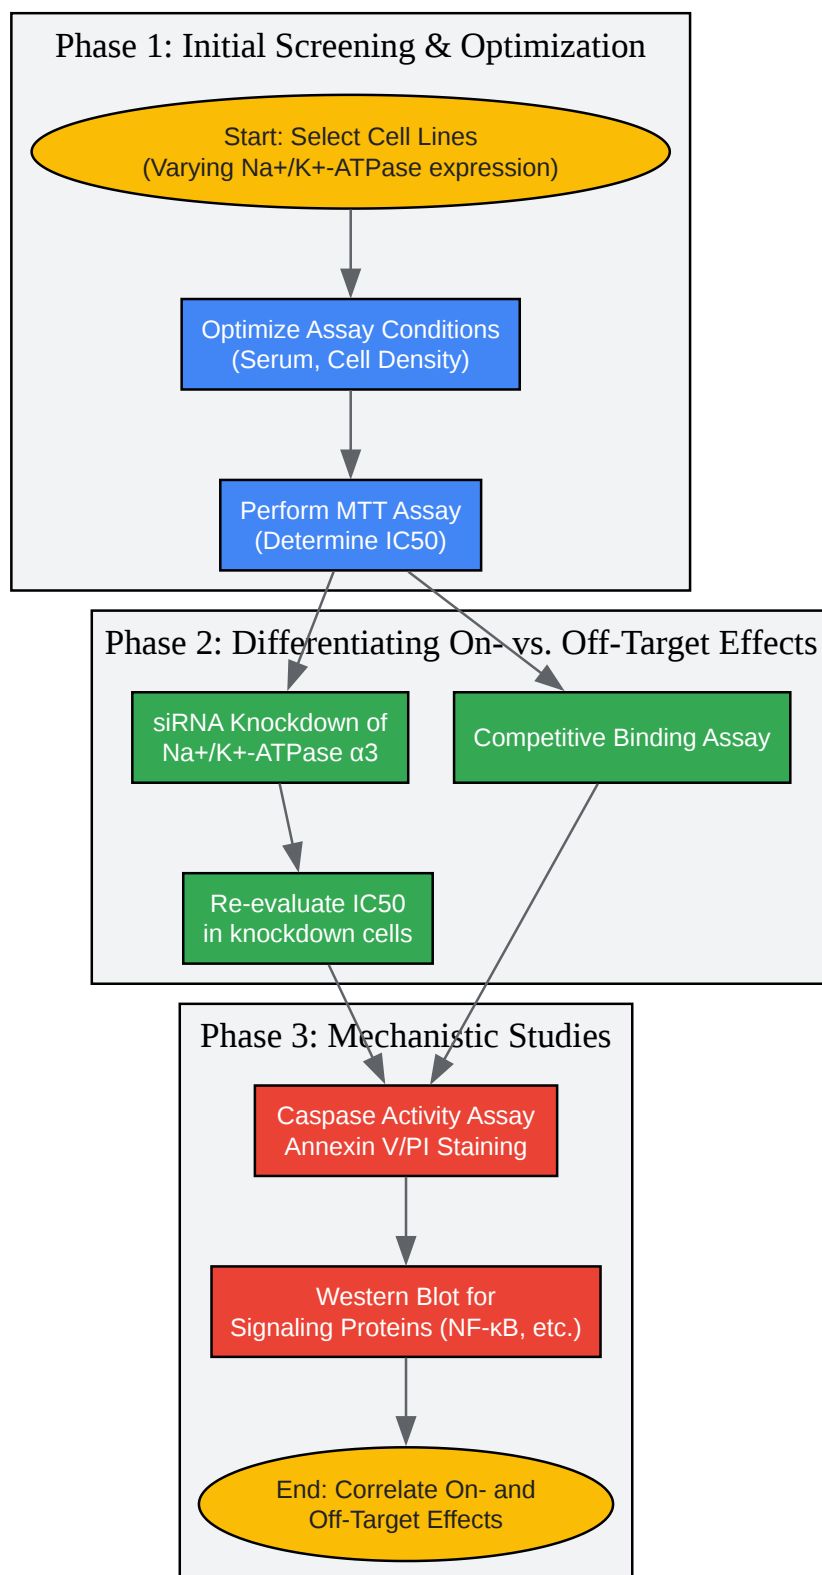 Phase 1: Initial Screening & Optimization
Start: Select Cell Lines
(Varying Na+/K+-ATPase expression)
Optimize Assay Conditions
(Serum, Cell Density)
Perform MTT Assay
(Determine IC50)
Phase 2: Differentiating On- vs. Off-Target Effects
siRNA Knockdown of
Na+/K+-ATPase α3
Competitive Binding Assay
Re-evaluate IC50
in knockdown cells
Phase 3: Mechanistic Studies
Caspase Activity Assay
Annexin V/PI Staining
Western Blot for
Signaling Proteins (NF-κB, etc.)
End: Correlate On- and
Off-Target Effects